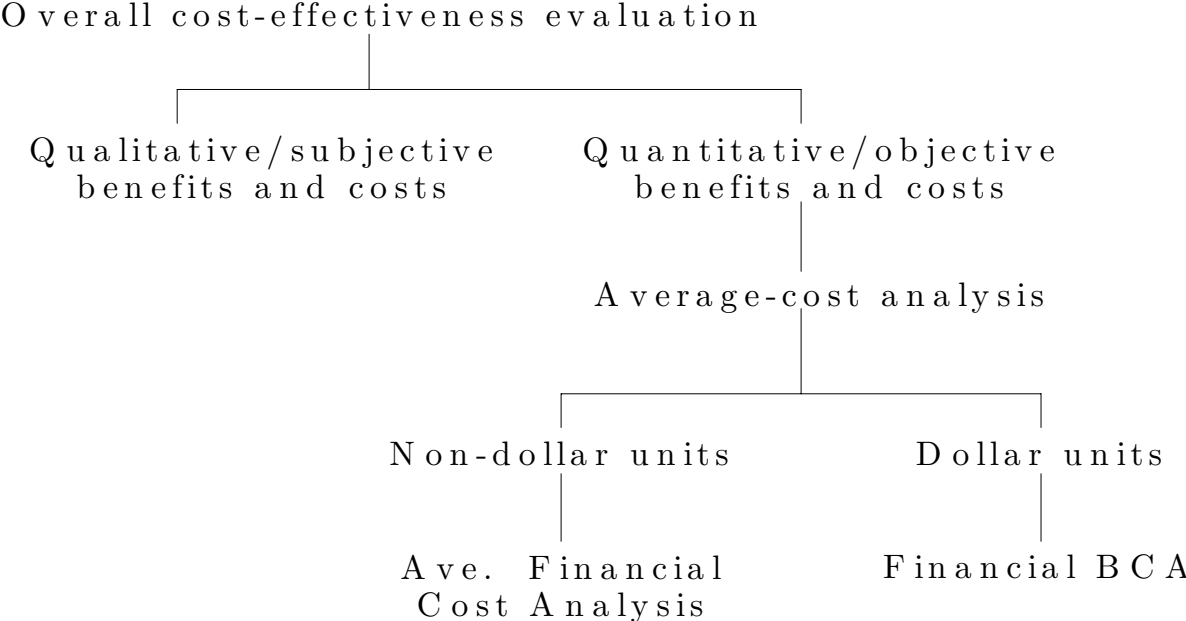 Overall cost-effectiveness evaluation
Qualitative/subjective
benefits and costs
Quantitative/objective
benefits and costs
Average-cost analysis
Non-dollar units
Dollar units
Ave. Financial
Cost Analysis
Financial BCA